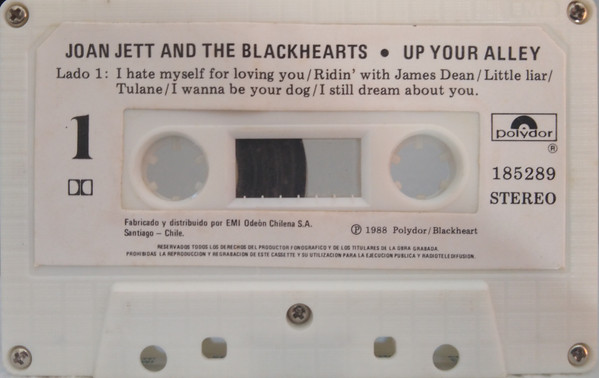 JOAN JETT AND THE BLACKHEARTS • UP YOUR ALLEY
Lado 1: I hate myself for loving you/Ridin' with James Dean/Little liar/
Tulane/I wanna be your dog/I still dream about you.
1
polydor
®
185289
STEREO
Fabricado y distribuido por EMI Odeón Chilena S.A.
Santiago – Chile.
℗ 1988 Polydor/Blackheart
RESERVADOS TODOS LOS DERECHOS DEL PRODUCTOR FONOGRAFICO Y DE LOS TITULARES DE LA OBRA GRABADA.
PROHIBIDAS LA REPRODUCCION Y REGRABACION DE ESTE CASSETTE Y SU UTILIZACION PARA LA EJECUCION PUBLICA Y RADIOTELEDIFUSION.